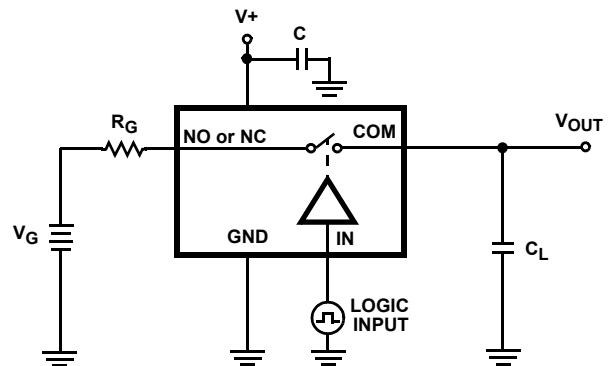 V+
C
RG
NO or NC
COM
VOUT
VG
GND
IN
CL
LOGIC
INPUT